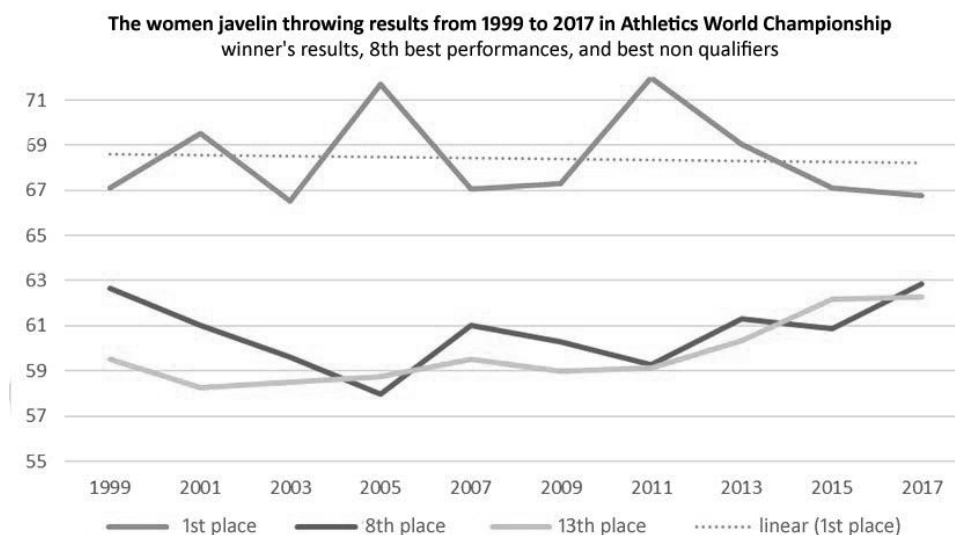 The women javelin throwing results from 1999 to 2017 in Athletics World Championship
winner's results, 8th best performances, and best non qualifiers
71
69
67
65
63
61
59
57
55
1999 2001 2003 2005 2007 2009 2011 2013 2015 2017
1st place 8th place 13th place linear (1st place)